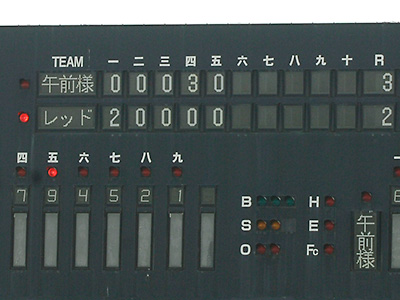 TEAM 一 二 三 四 五 六 七 八 九 十 R
午前様 0 0 0 3 0 3
レッド 2 0 0 0 0 2
四 五 六 七 八 九
7 9 4 5 2 1
B H
S E
O Fc
午前様